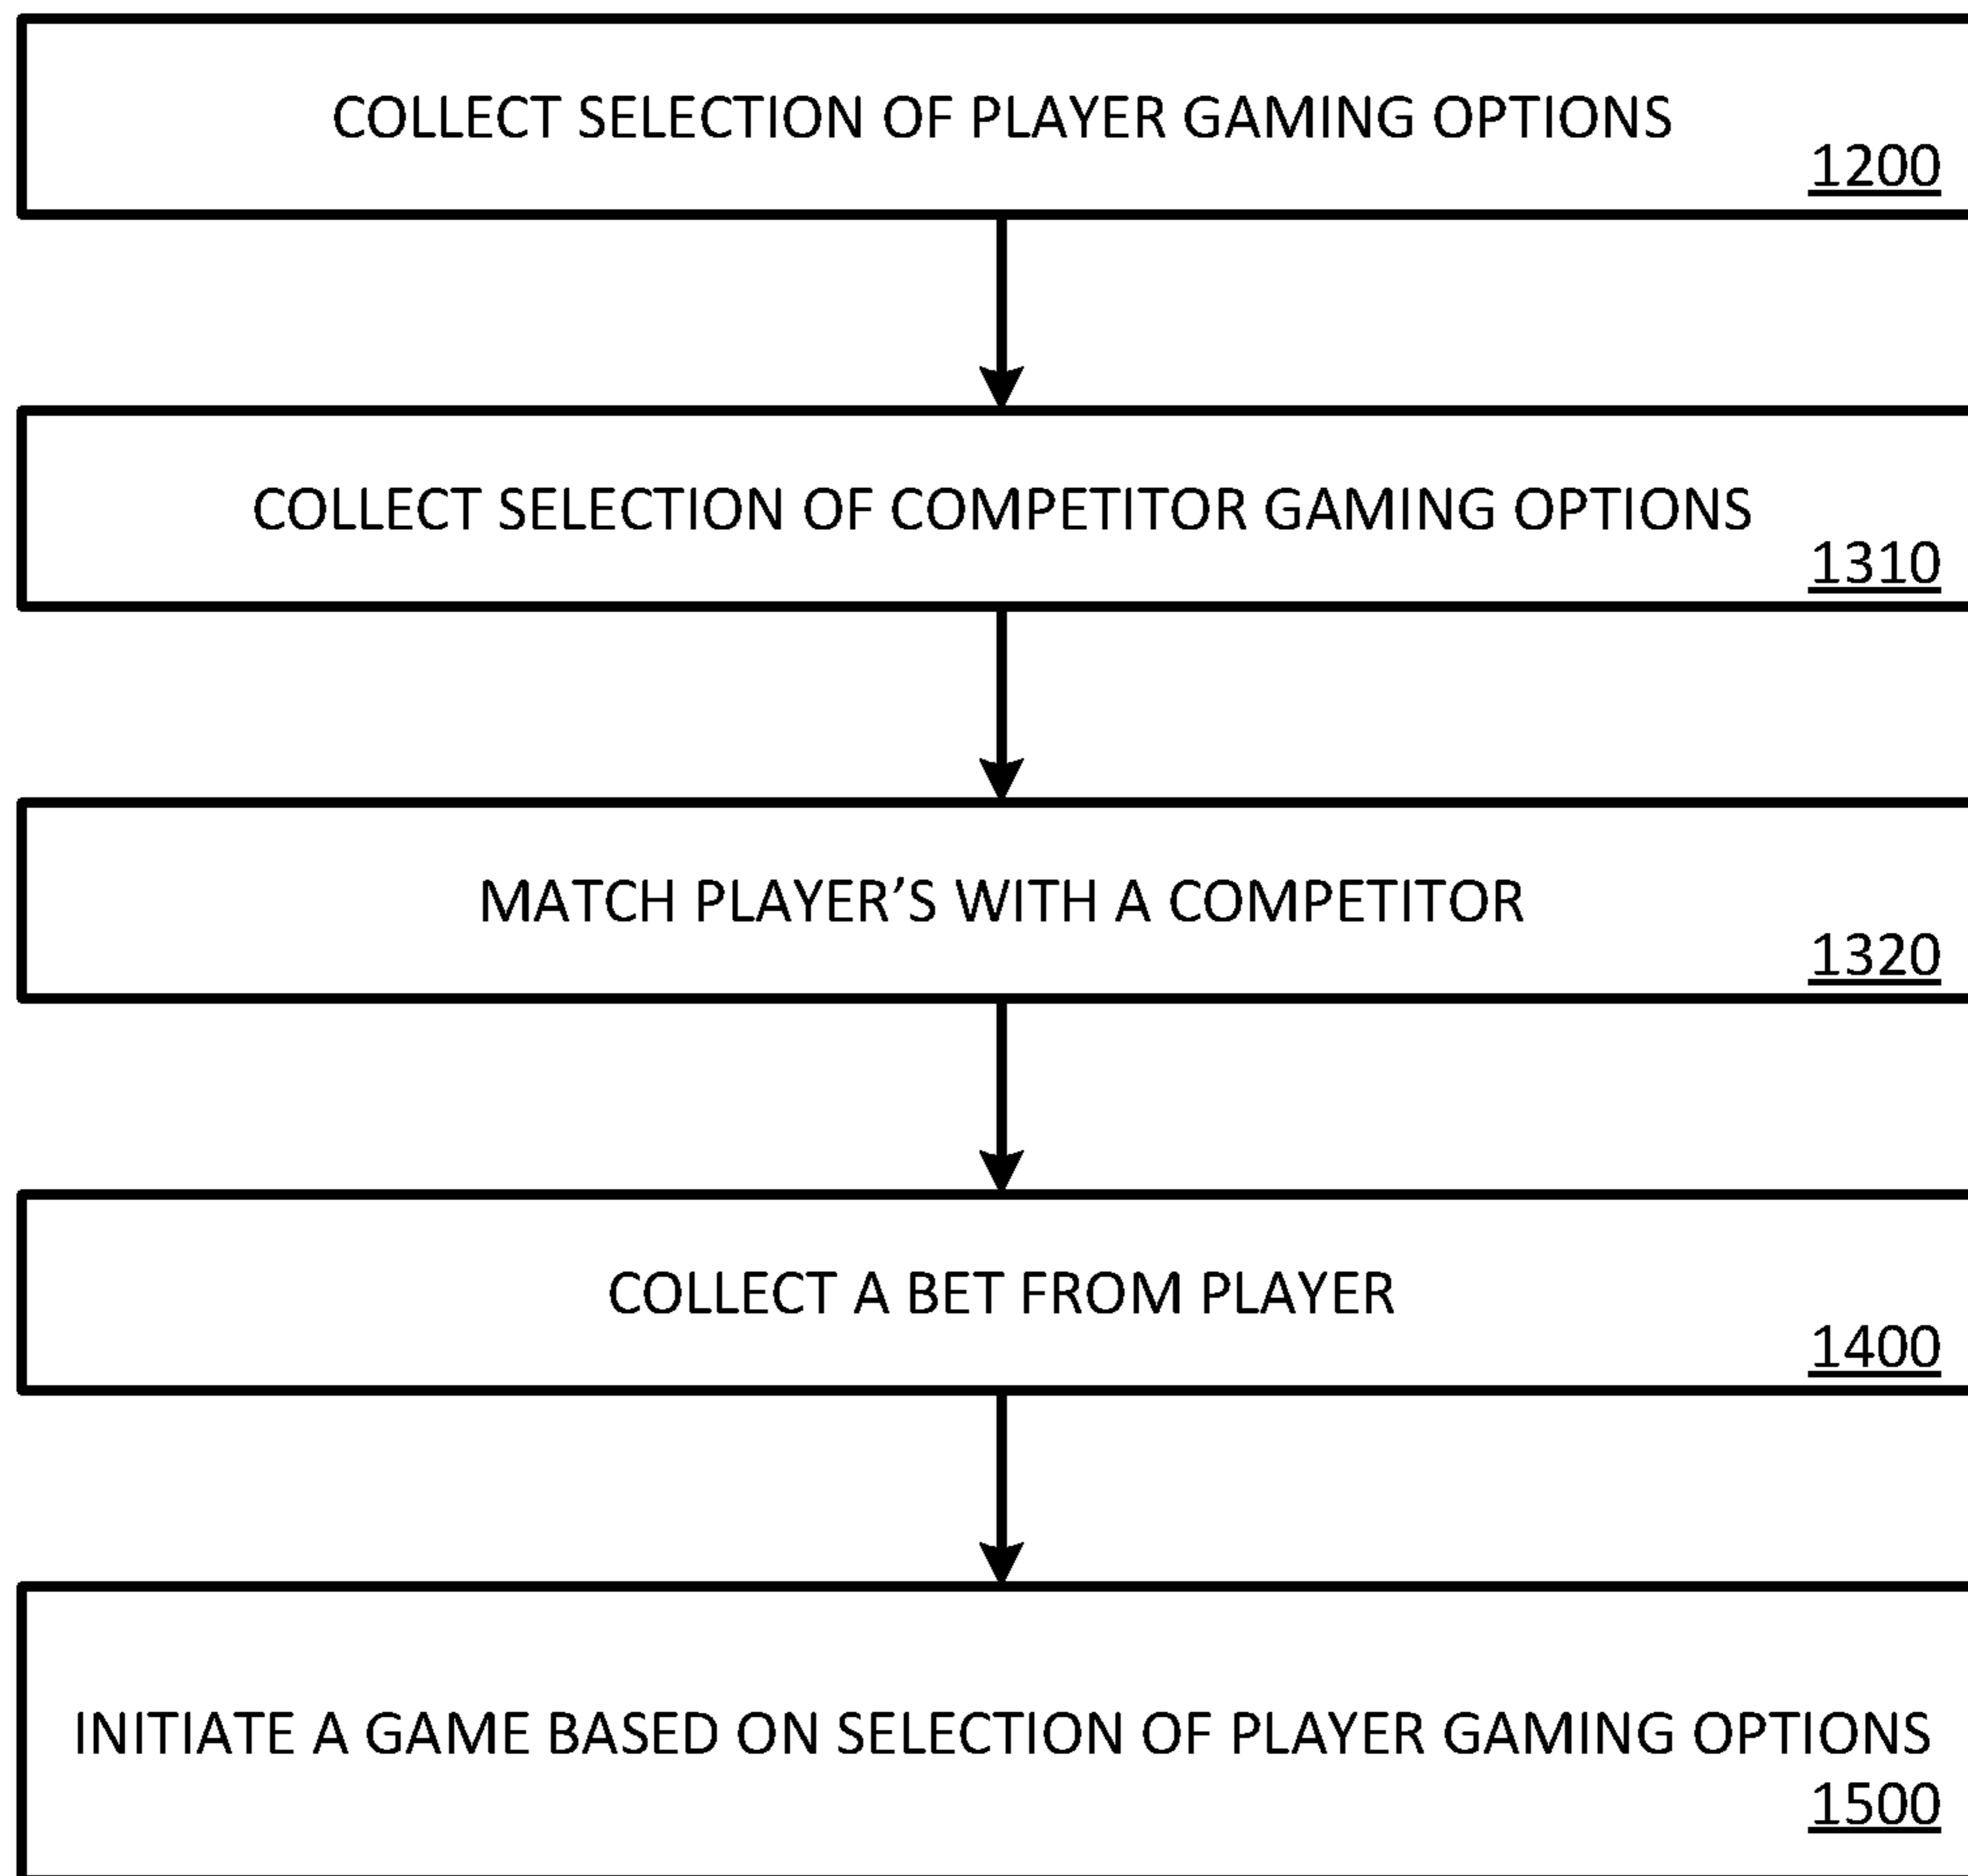 COLLECT SELECTION OF PLAYER GAMING OPTIONS
1200
COLLECT SELECTION OF COMPETITOR GAMING OPTIONS
1310
MATCH PLAYER’S WITH A COMPETITOR
1320
COLLECT A BET FROM PLAYER
1400
INITIATE A GAME BASED ON SELECTION OF PLAYER GAMING OPTIONS
1500